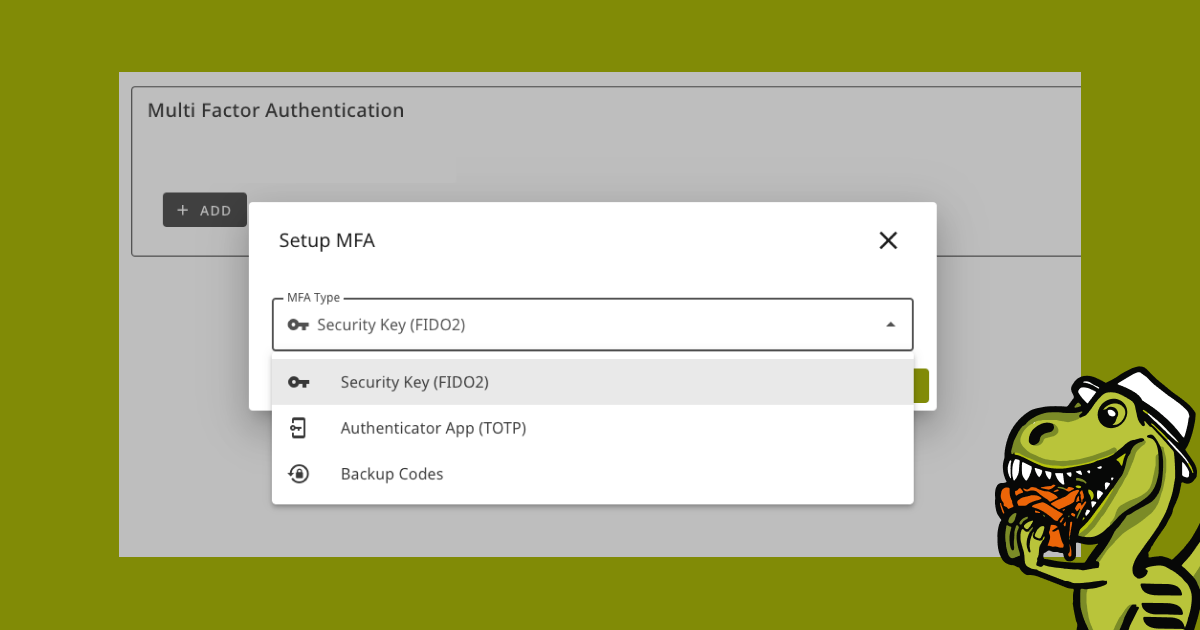 Multi Factor Authentication
+ ADD
Setup MFA
MFA Type
Security Key (FIDO2)
Security Key (FIDO2)
Authenticator App (TOTP)
Backup Codes